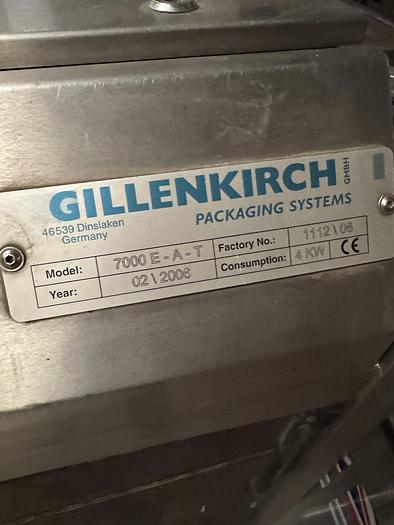 GILLENKIRCH GMBH
46539 Dinslaken PACKAGING SYSTEMS
Germany
Model: 7000 E - A - T Factory No.: 1112 \ 06
Year: 02 \ 2006 Consumption: 4 KW CE